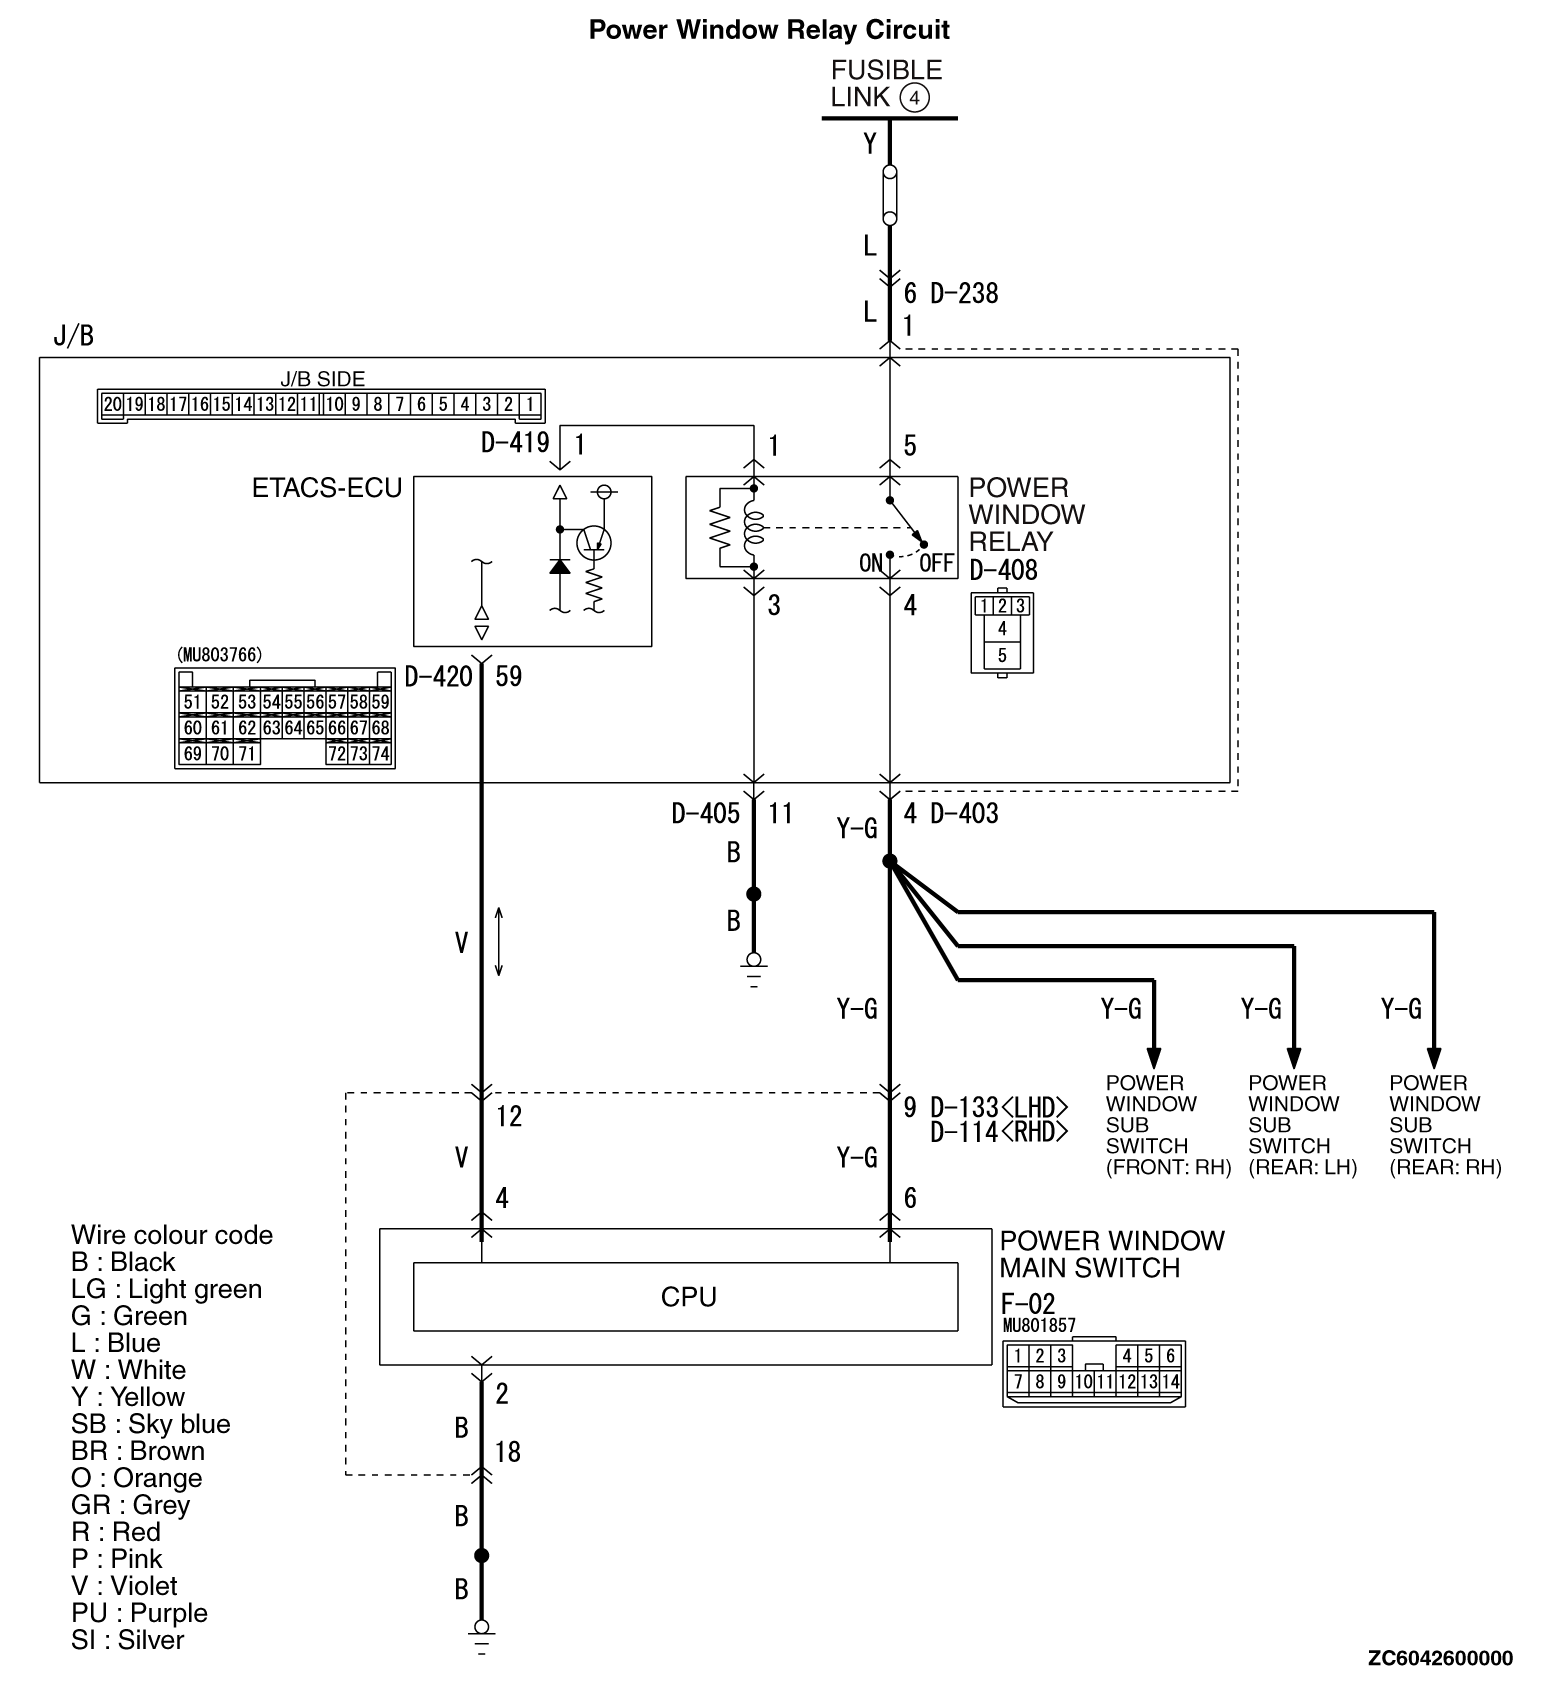 Power Window Relay Circuit
FUSIBLE
LINK 4
Y
L
6 D-238
L
1
J/B
J/B SIDE
20 19 18 17 16 15 14 13 12 11 10 9 8 7 6 5 4 3 2 1
D-419 1
1
5
ETACS-ECU
POWER
WINDOW
RELAY
D-408
ON OFF
1 2 3
4
5
3
4
(MU803766)
D-420 59
51 52 53 54 55 56 57 58 59
60 61 62 63 64 65 66 67 68
69 70 71 72 73 74
D-405 11
4 D-403
Y-G
B
B
V
Y-G
Y-G
Y-G
Y-G
POWER
WINDOW
SUB
SWITCH
(FRONT: RH)
POWER
WINDOW
SUB
SWITCH
(REAR: LH)
POWER
WINDOW
SUB
SWITCH
(REAR: RH)
12
9 D-133<LHD>
D-114<RHD>
V
Y-G
4
6
POWER WINDOW
MAIN SWITCH
CPU
F-02
MU801857
1 2 3 4 5 6
7 8 9 10 11 12 13 14
2
B
18
B
B
Wire colour code
B : Black
LG : Light green
G : Green
L : Blue
W : White
Y : Yellow
SB : Sky blue
BR : Brown
O : Orange
GR : Grey
R : Red
P : Pink
V : Violet
PU : Purple
SI : Silver
ZC6042600000